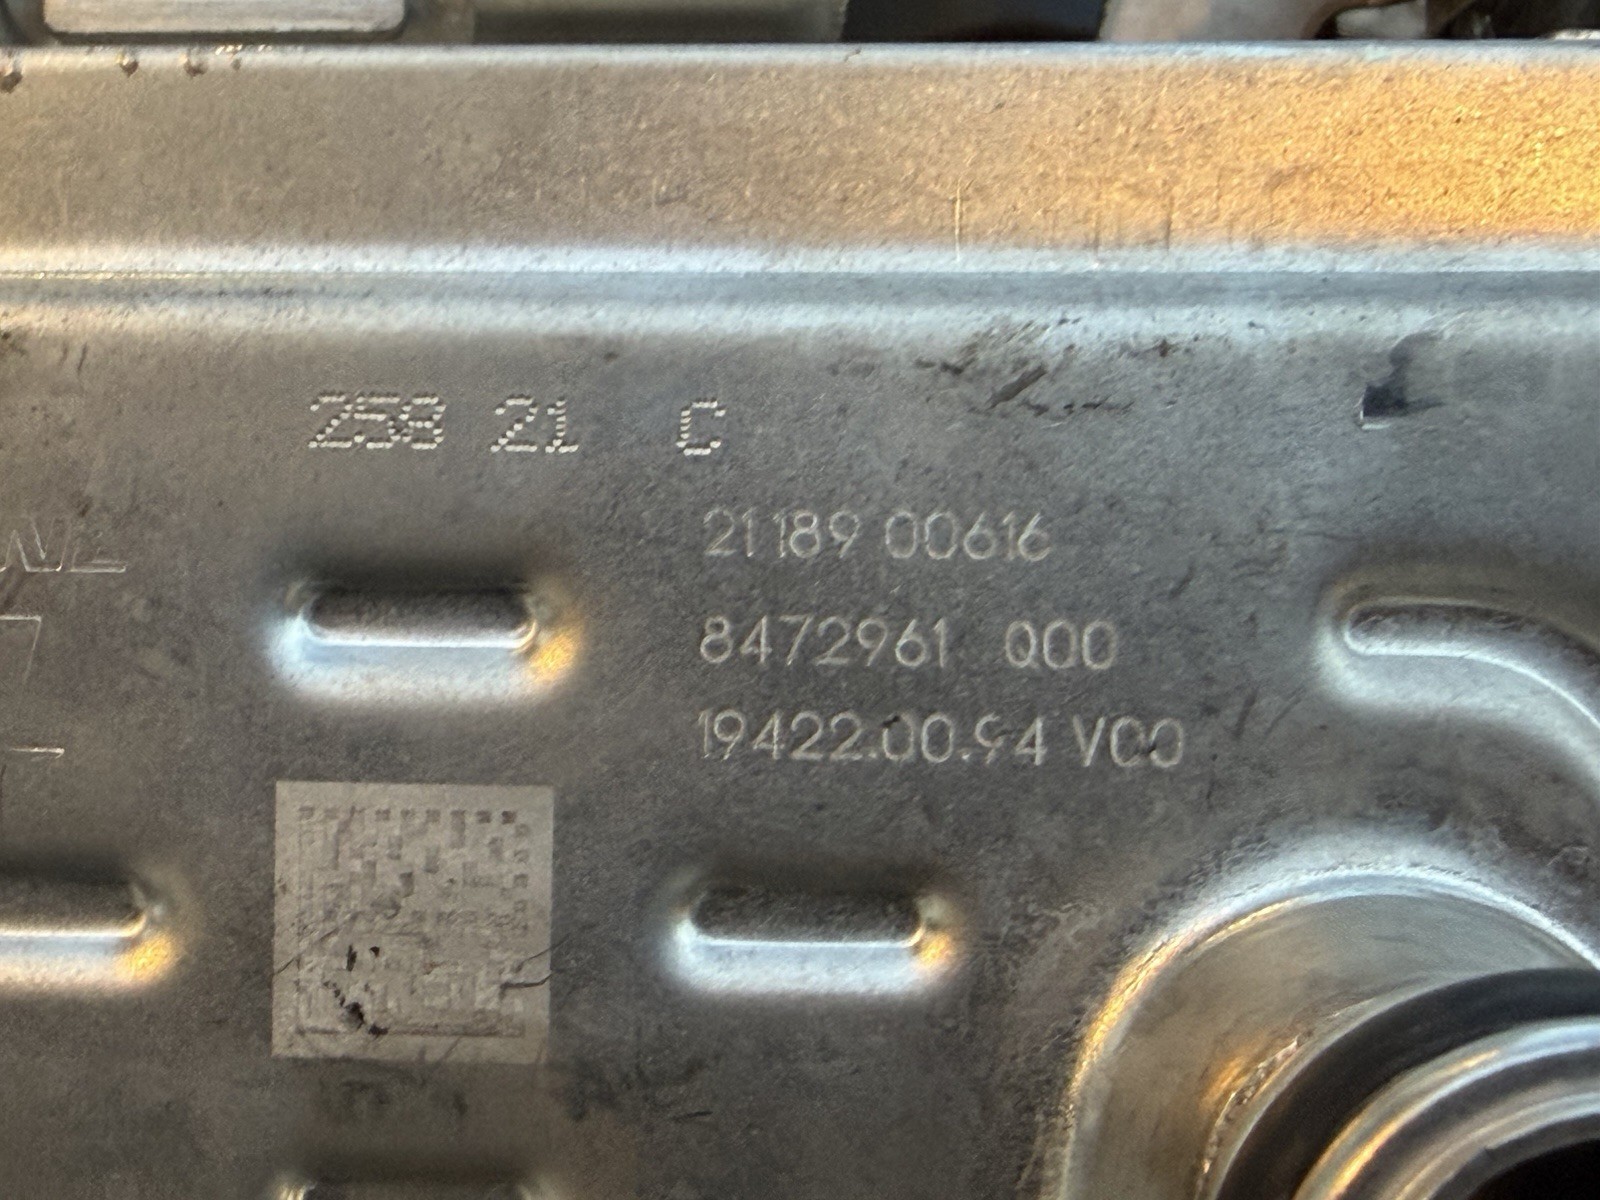 258 21 C
21189 00616
8472961 Q00
19422.00.94 V00